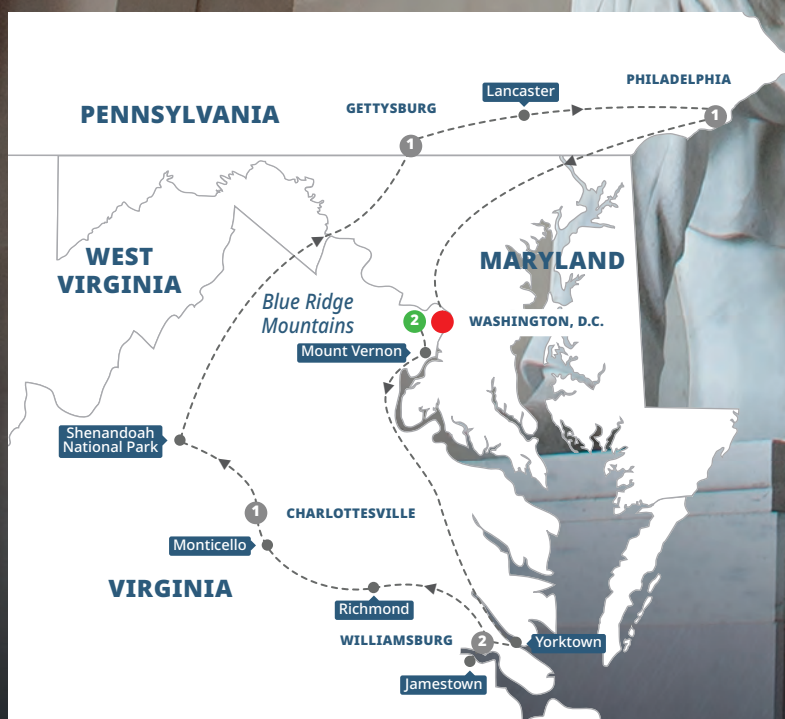 PHILADELPHIA
Lancaster
PENNSYLVANIA
GETTYSBURG
1
1
WEST
VIRGINIA
MARYLAND
Blue Ridge
Mountains
2
WASHINGTON, D.C.
Mount Vernon
Shenandoah
National Park
1
CHARLOTTESVILLE
Monticello
VIRGINIA
Richmond
WILLIAMSBURG
2
Yorktown
Jamestown